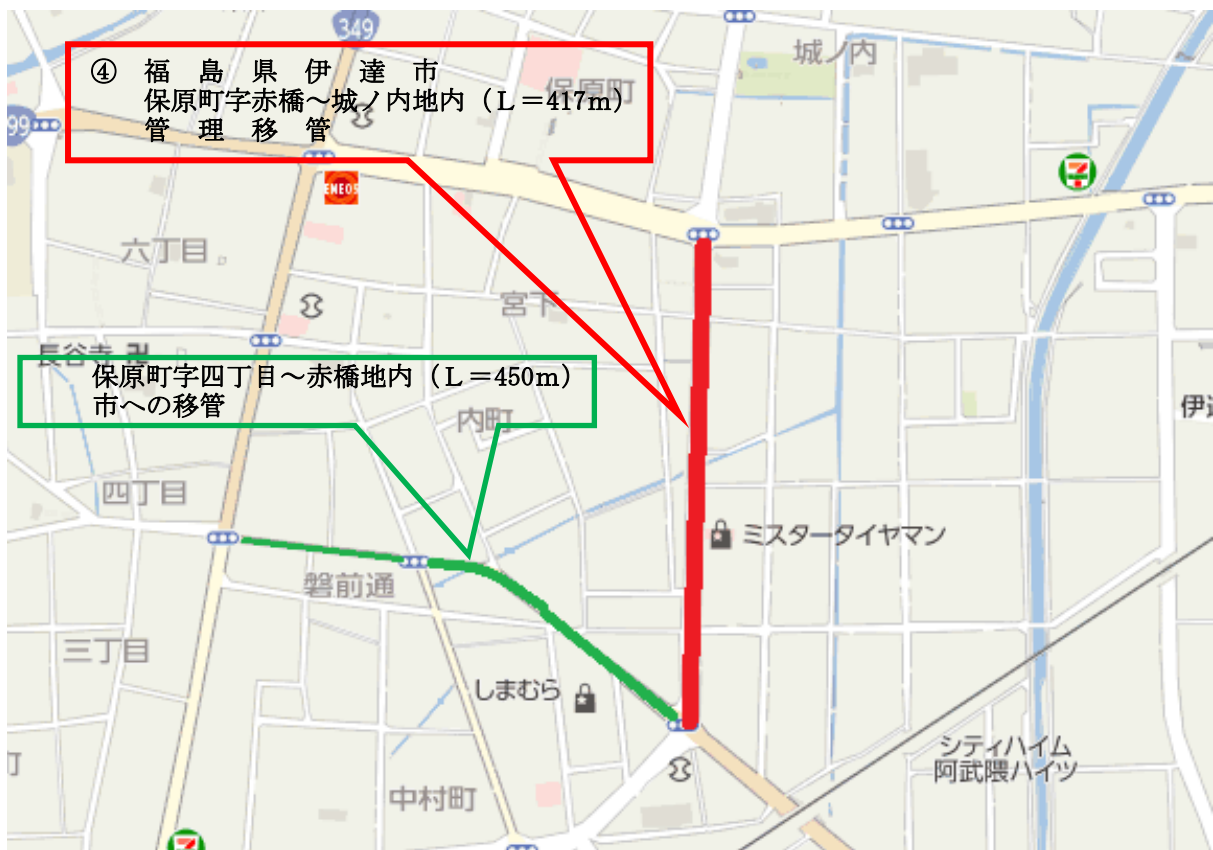 349
④ 福島県伊達市
保原町字赤橋~城ノ内地内（L=417m）
管理移管
城ノ内
保原町
99
ENEOS
7
六丁目
宮下
長谷寺
保原町字四丁目~赤橋地内（L=450m）
市への移管
内町
伊達
四丁目
ミスタータイヤマン
磐前通
三丁目
しまむら
シティハイム
阿武隈ハイツ
中村町
町
7